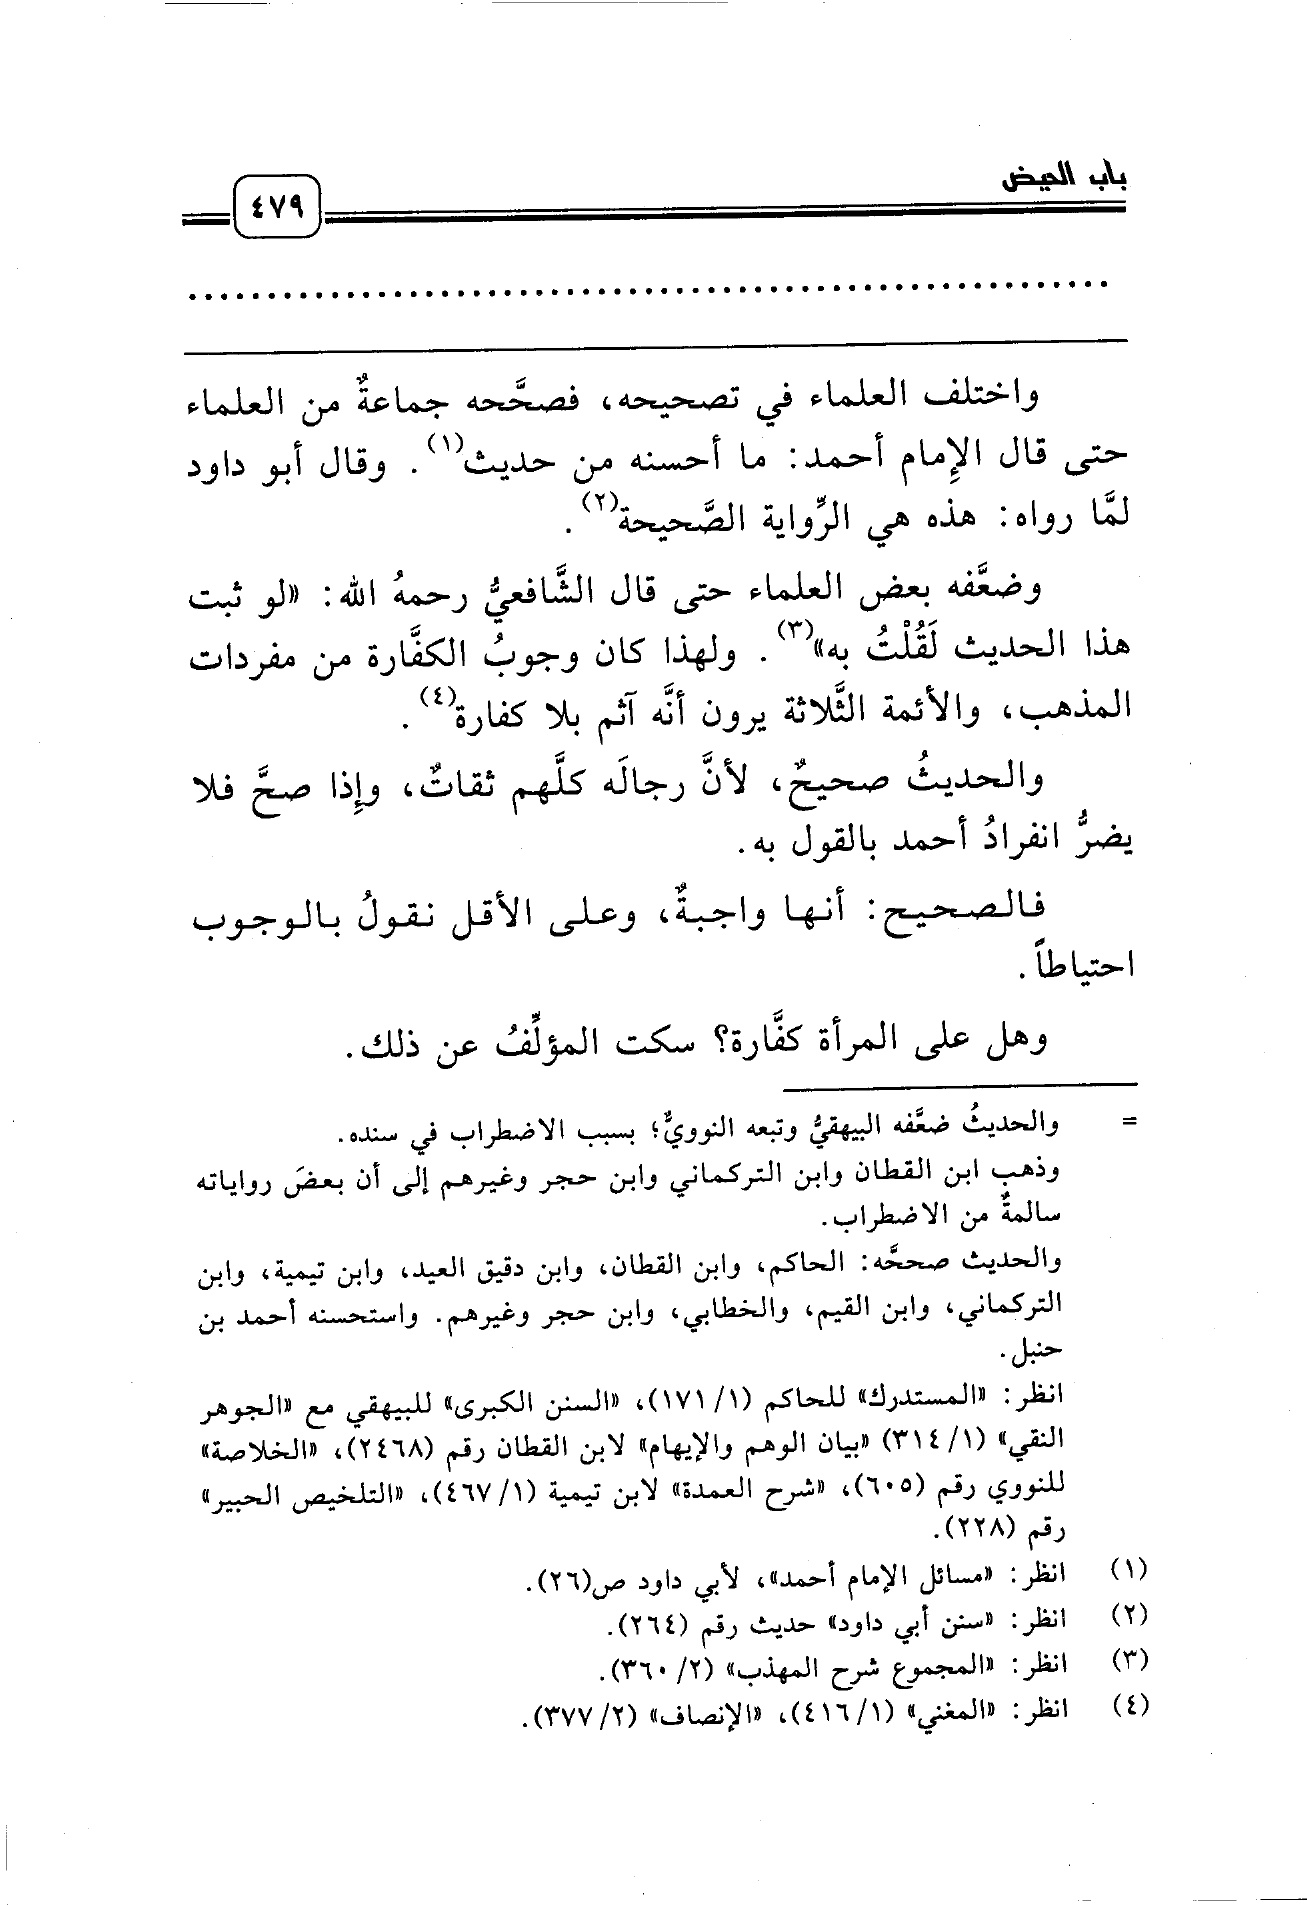 باب الحيض
٤٧٩
واختلف العلماء في تصحيحه، فصحَّحه جماعةٌ من العلماء
حتى قال الإِمام أحمد: ما أحسنه من حديث(١). وقال أبو داود
لمَّا رواه: هذه هي الرِّواية الصَّحيحة(٢).
وضعَّفه بعض العلماء حتى قال الشَّافعيُّ رحمهُ الله: «لو ثبت
هذا الحديث لَقُلْتُ به»(٣). ولهذا كان وجوبُ الكفَّارة من مفردات
المذهب، والأئمة الثَّلاثة يرون أنَّه آثم بلا كفارة(٤).
والحديثُ صحيحٌ، لأنَّ رجالَه كلَّهم ثقاتٌ، وإِذا صحَّ فلا
يضرُّ انفرادُ أحمد بالقول به.
فالصحيح: أنها واجبةٌ، وعلى الأقل نقولُ بالوجوب
احتياطاً.
وهل على المرأة كفَّارة؟ سكت المؤلِّفُ عن ذلك.
= والحديثُ ضعَّفه البيهقيُّ وتبعه النوويُّ؛ بسبب الاضطراب في سنده.
وذهب ابن القطان وابن التركماني وابن حجر وغيرهم إلى أن بعضَ رواياته
سالمةٌ من الاضطراب.
والحديث صححَّه: الحاكم، وابن القطان، وابن دقيق العيد، وابن تيمية، وابن
التركماني، وابن القيم، والخطابي، وابن حجر وغيرهم. واستحسنه أحمد بن
حنبل.
انظر: «المستدرك» للحاكم (١/ ١٧١)، «السنن الكبرى» للبيهقي مع «الجوهر
النقي» (١/ ٣١٤) «بيان الوهم والإيهام» لابن القطان رقم (٢٤٦٨)، «الخلاصة»
للنووي رقم (٦٠٥)، «شرح العمدة» لابن تيمية (١/ ٤٦٧)، «التلخيص الحبير»
رقم (٢٢٨).
(١) انظر: «مسائل الإمام أحمد»، لأبي داود ص(٢٦).
(٢) انظر: «سنن أبي داود» حديث رقم (٢٦٤).
(٣) انظر: «المجموع شرح المهذب» (٢/ ٣٦٠).
(٤) انظر: «المغني» (١/ ٤١٦)، «الإنصاف» (٢/ ٣٧٧).